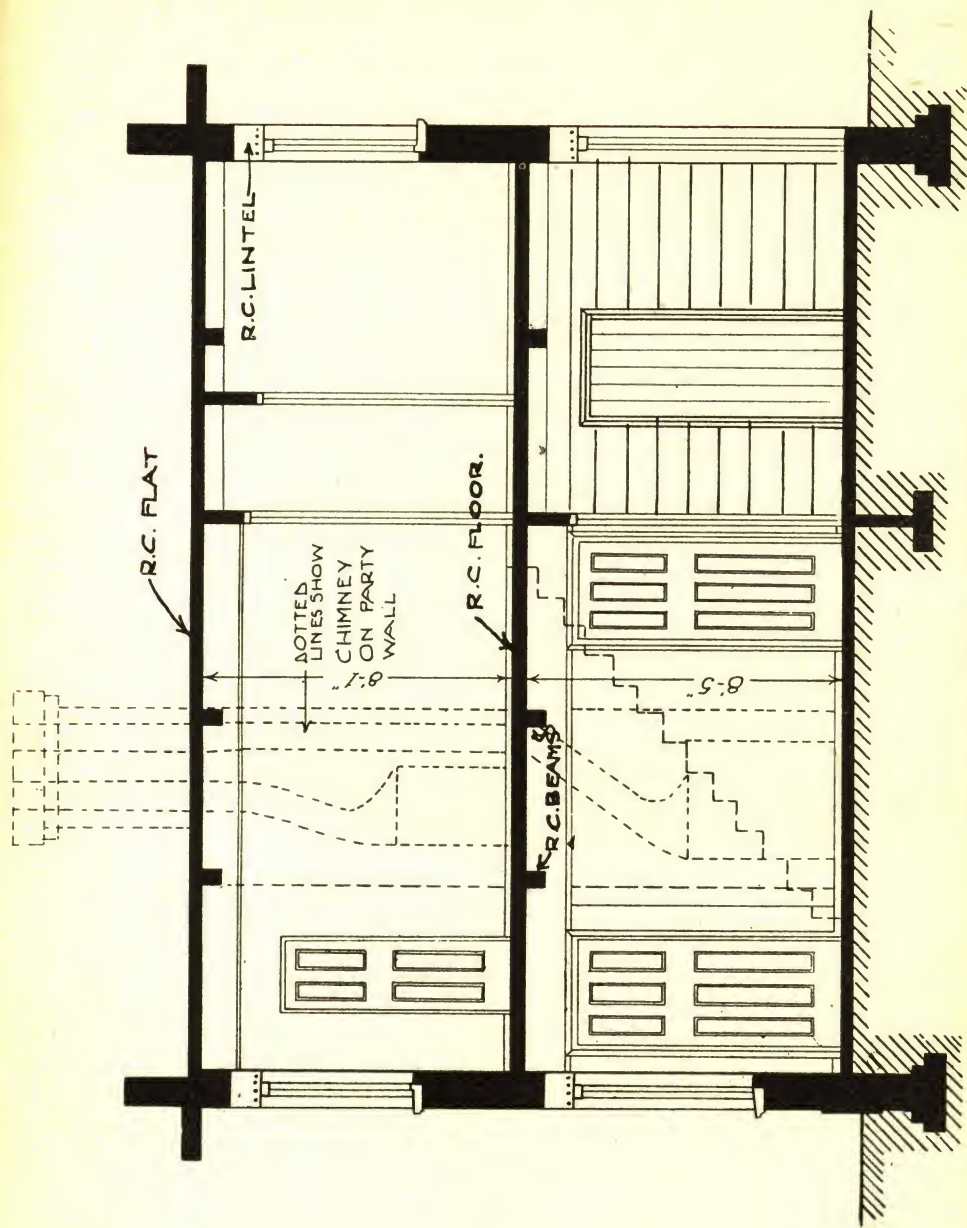 R.C. FLAT
R.C. LINTEL
DOTTED
LINES SHOW
CHIMNEY
ON PARTY
WALL
8'-1"
R.C. FLOOR.
8'-5"
R.C. BEAMS